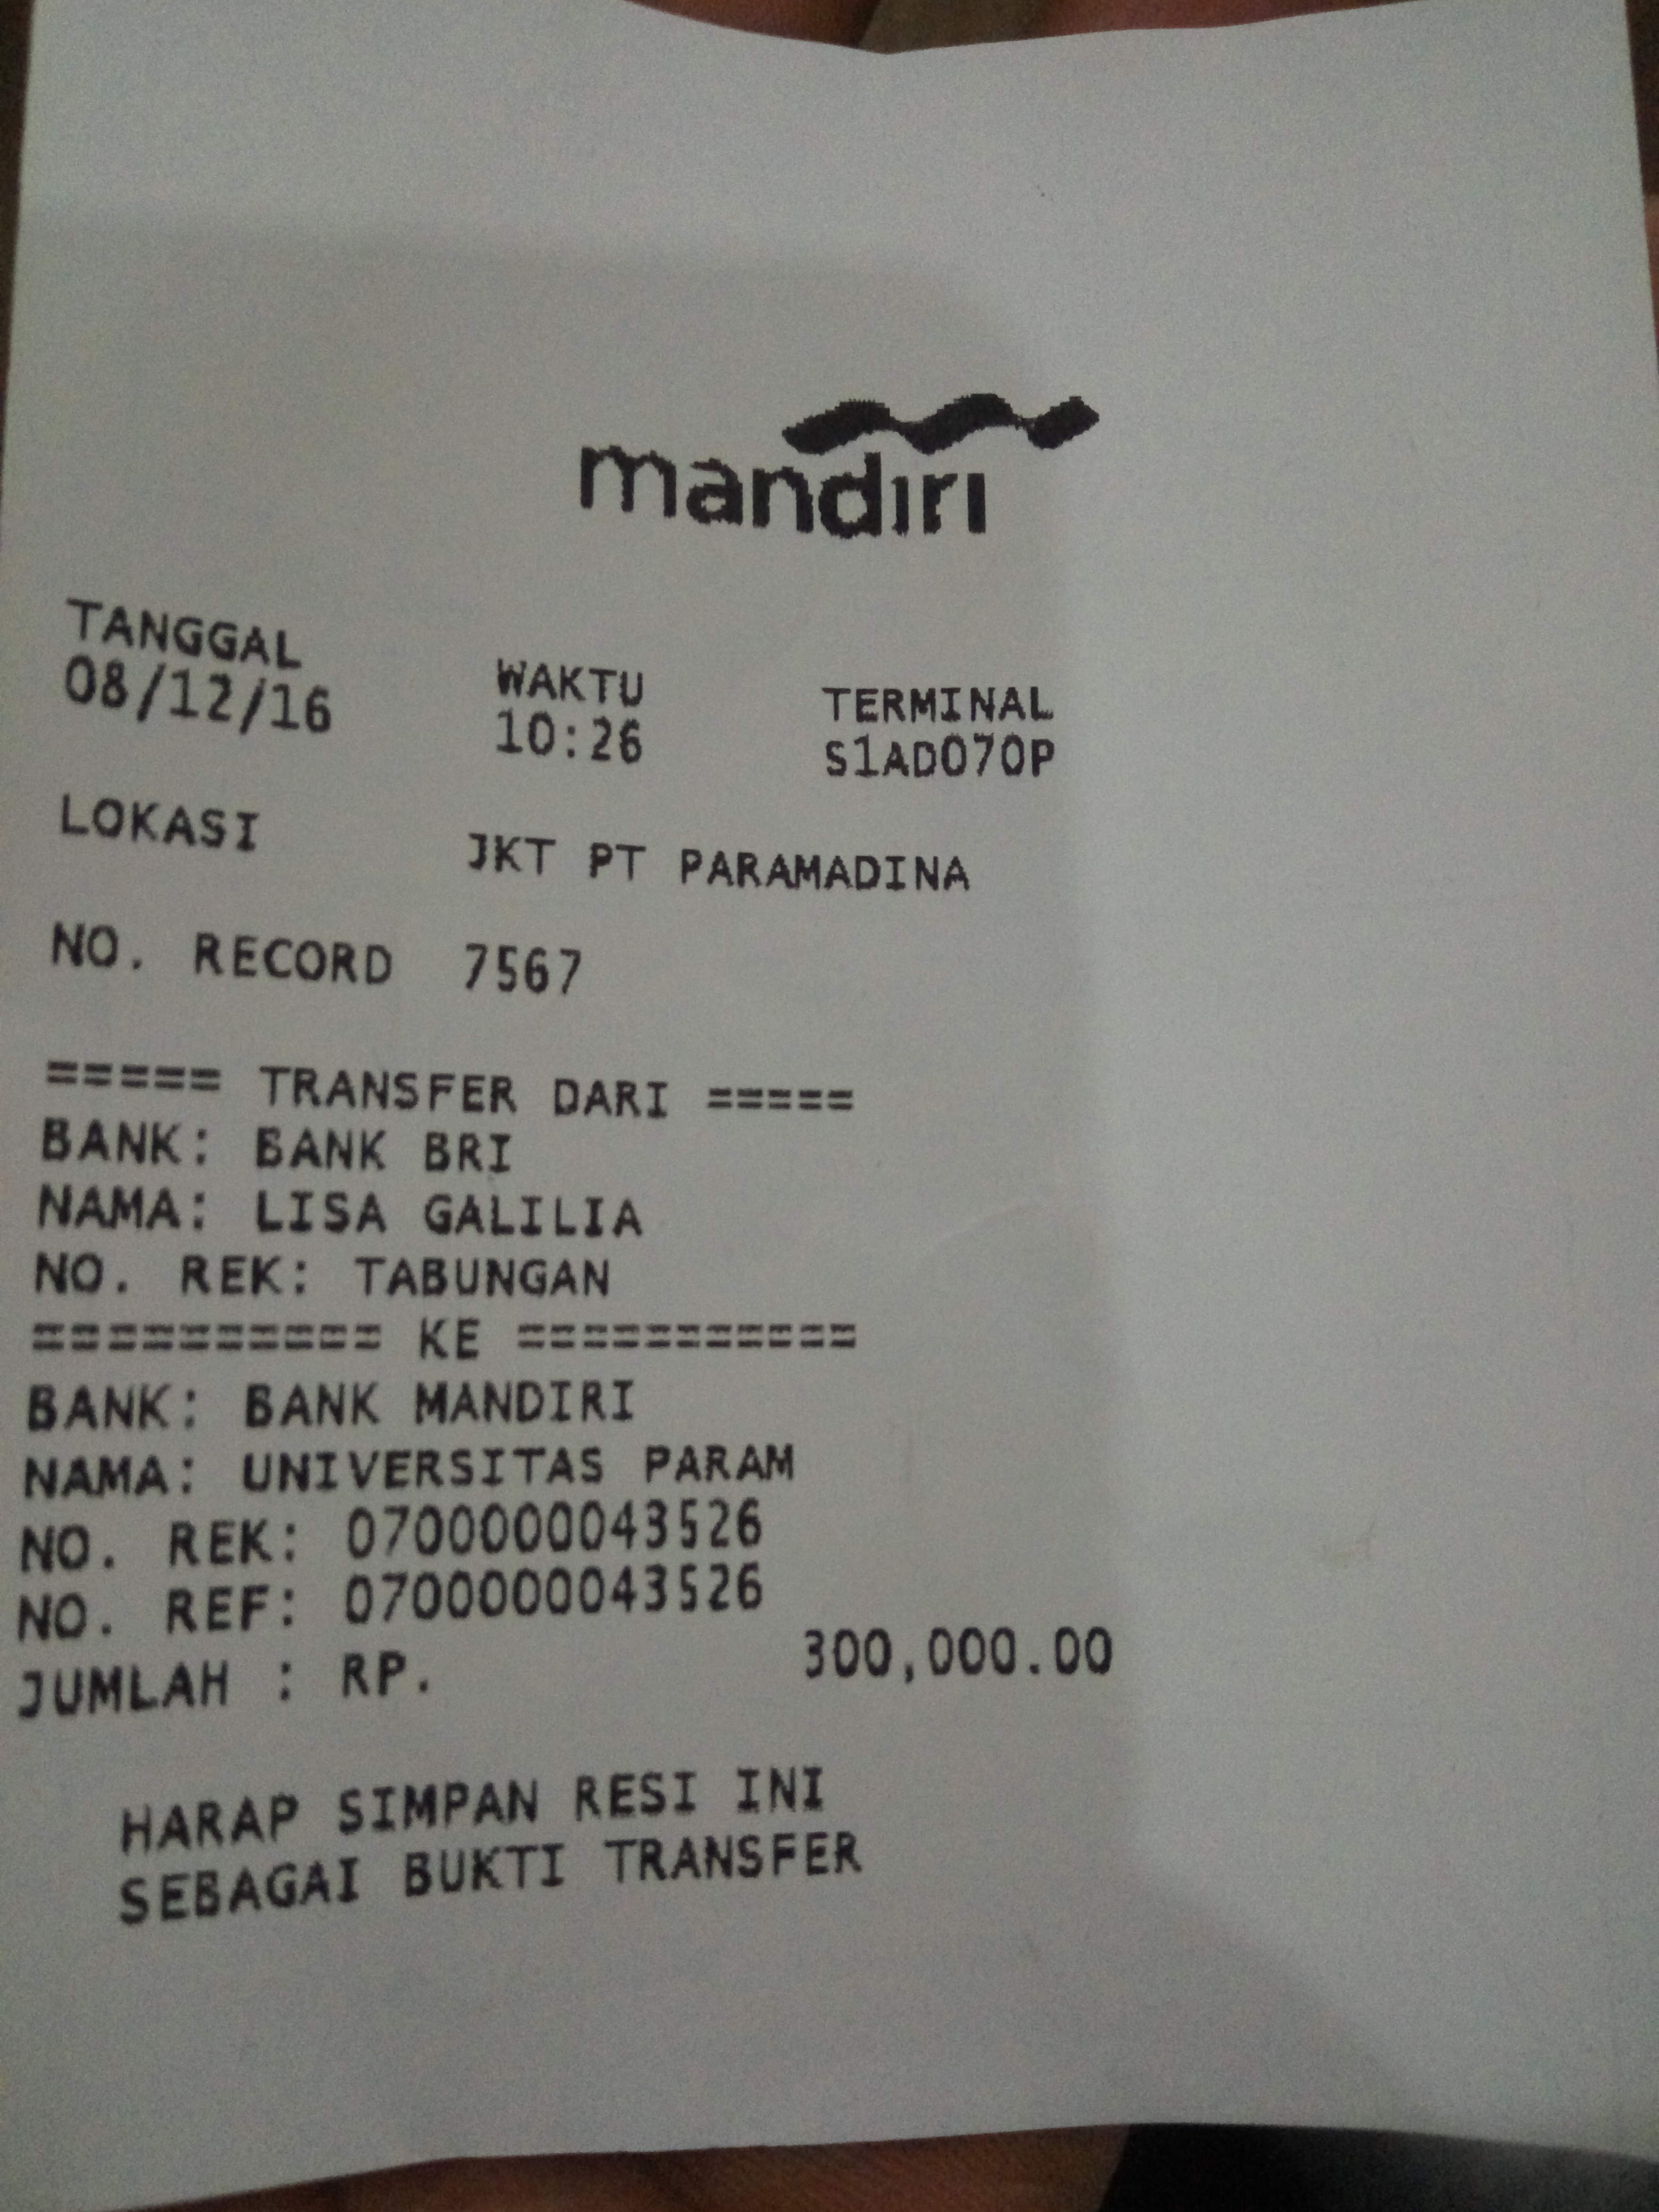 mandiri
TANGGAL WAKTU TERMINAL
08/12/16 10:26 S1AD070P
LOKASI JKT PT PARAMADINA
NO. RECORD 7567
===== TRANSFER DARI =====
BANK: BANK BRI
NAMA: LISA GALILIA
NO. REK: TABUNGAN
========== KE ==========
BANK: BANK MANDIRI
NAMA: UNIVERSITAS PARAM
NO. REK: 0700000043526
NO. REF: 0700000043526
JUMLAH : RP. 300,000.00
HARAP SIMPAN RESI INI
SEBAGAI BUKTI TRANSFER